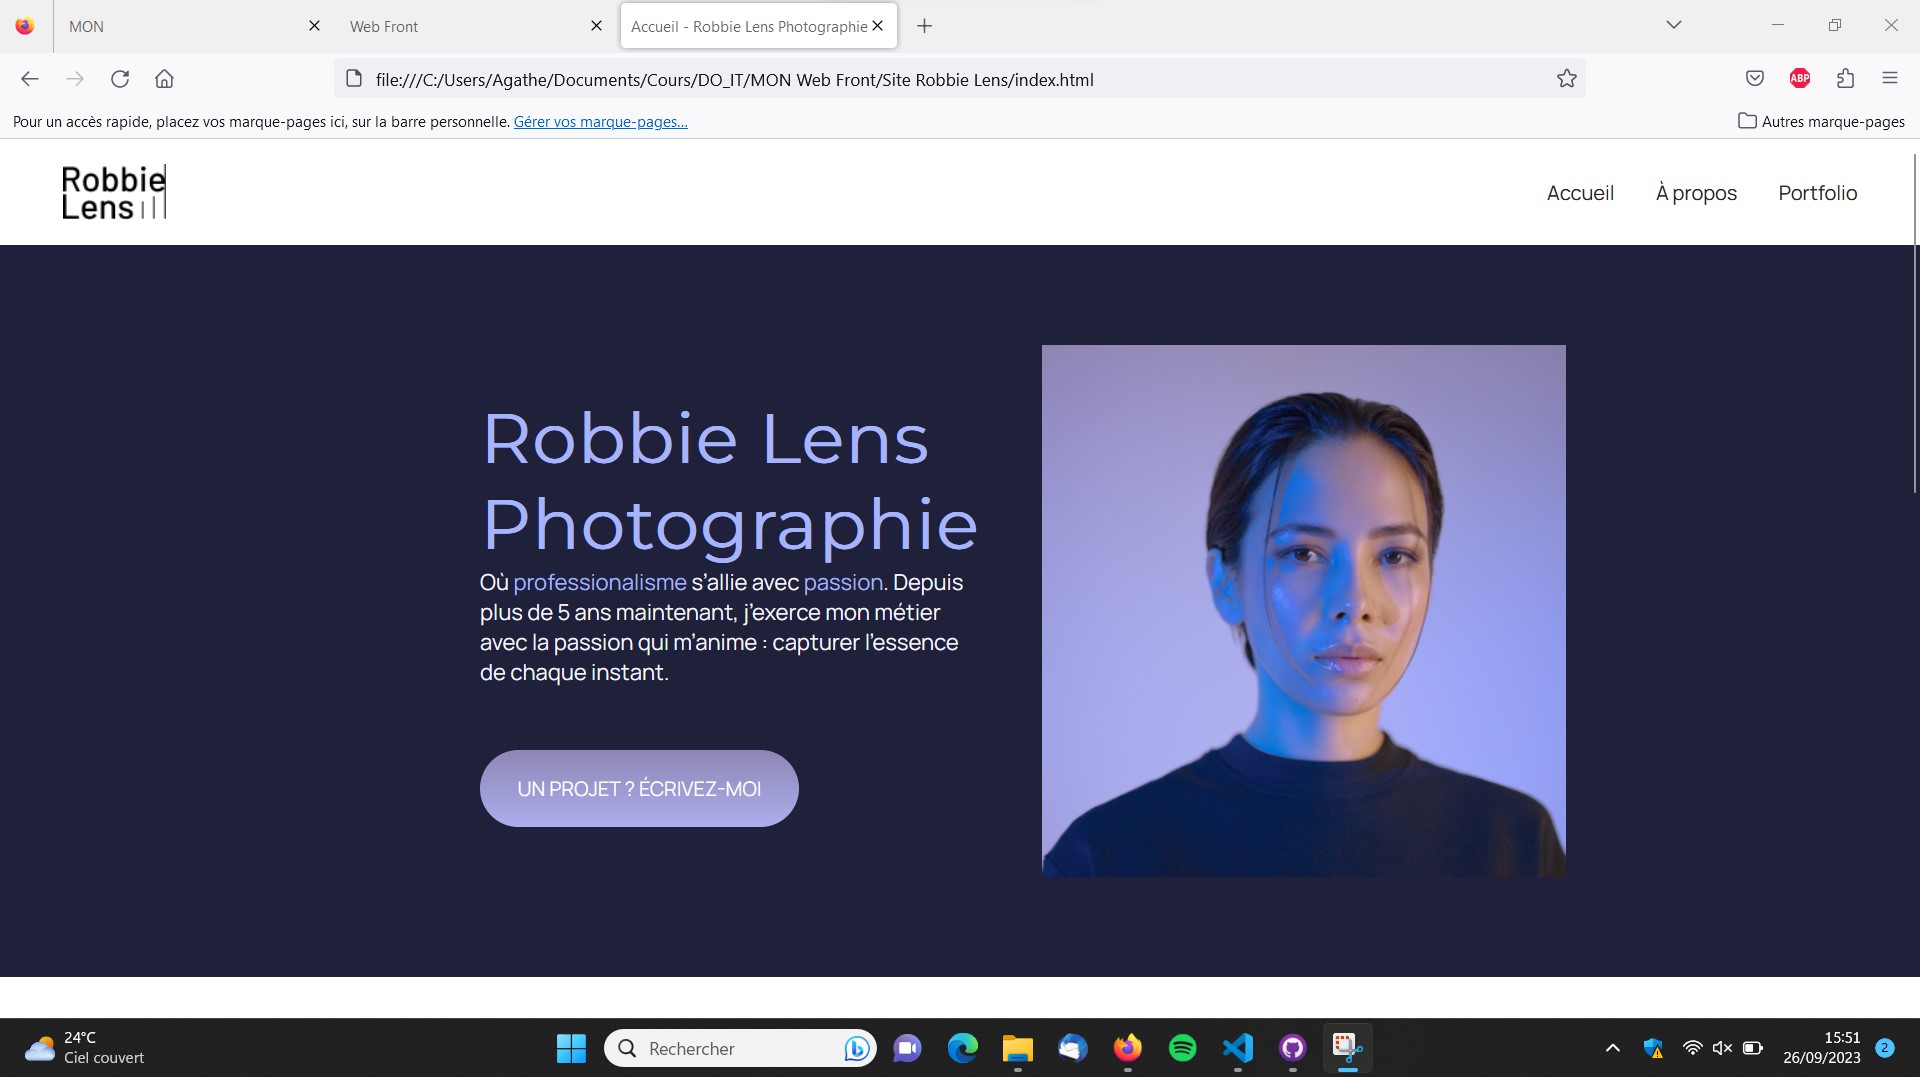 MON
Web Front
Accueil - Robbie Lens Photographie
file:///C:/Users/Agathe/Documents/Cours/DO_IT/MON Web Front/Site Robbie Lens/index.html
ABP
Pour un accès rapide, placez vos marque-pages ici, sur la barre personnelle. Gérer vos marque-pages…
Autres marque-pages
Robbie
Lens
Accueil
À propos
Portfolio
Robbie Lens
Photographie
Où professionalisme s’allie avec passion. Depuis
plus de 5 ans maintenant, j’exerce mon métier
avec la passion qui m’anime : capturer l’essence
de chaque instant.
UN PROJET ? ÉCRIVEZ-MOI
24°C
Ciel couvert
Rechercher
15:51
26/09/2023
2